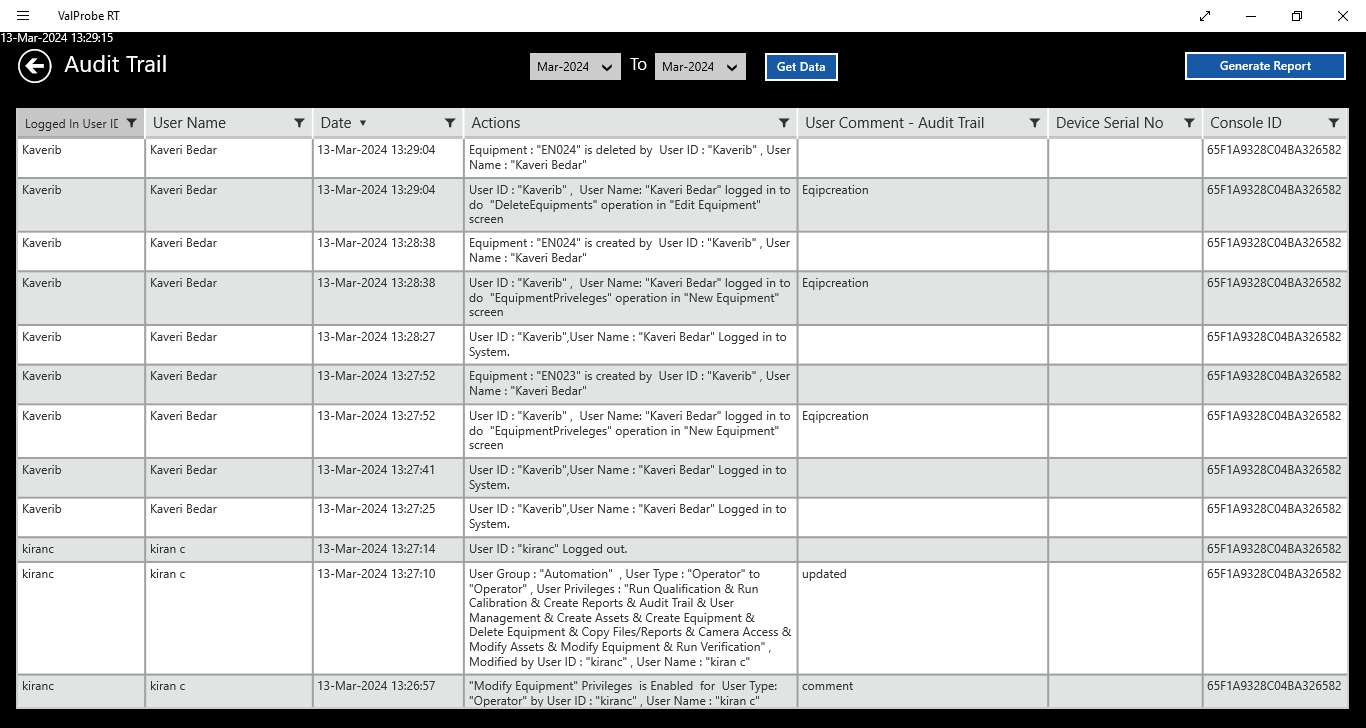 ValProbe RT
13-Mar-2024 13:29:15
Audit Trail
Mar-2024 To Mar-2024 Get Data Generate Report
Logged In User ID User Name Date Actions User Comment - Audit Trail Device Serial No Console ID
Kaverib Kaveri Bedar 13-Mar-2024 13:29:04 Equipment : "EN024" is deleted by  User ID : "Kaverib" , User 65F1A9328C04BA326582
Name : "Kaveri Bedar"
Kaverib Kaveri Bedar 13-Mar-2024 13:29:04 User ID : "Kaverib" ,  User Name: "Kaveri Bedar" logged in to Eqipcreation 65F1A9328C04BA326582
do  "DeleteEquipments" operation in "Edit Equipment"
screen
Kaverib Kaveri Bedar 13-Mar-2024 13:28:38 Equipment : "EN024" is created by  User ID : "Kaverib" , User 65F1A9328C04BA326582
Name : "Kaveri Bedar"
Kaverib Kaveri Bedar 13-Mar-2024 13:28:38 User ID : "Kaverib" ,  User Name: "Kaveri Bedar" logged in to Eqipcreation 65F1A9328C04BA326582
do  "EquipmentPriveleges" operation in "New Equipment"
screen
Kaverib Kaveri Bedar 13-Mar-2024 13:28:27 User ID : "Kaverib",User Name : "Kaveri Bedar" Logged in to 65F1A9328C04BA326582
System.
Kaverib Kaveri Bedar 13-Mar-2024 13:27:52 Equipment : "EN023" is created by  User ID : "Kaverib" , User 65F1A9328C04BA326582
Name : "Kaveri Bedar"
Kaverib Kaveri Bedar 13-Mar-2024 13:27:52 User ID : "Kaverib" ,  User Name: "Kaveri Bedar" logged in to Eqipcreation 65F1A9328C04BA326582
do  "EquipmentPriveleges" operation in "New Equipment"
screen
Kaverib Kaveri Bedar 13-Mar-2024 13:27:41 User ID : "Kaverib",User Name : "Kaveri Bedar" Logged in to 65F1A9328C04BA326582
System.
Kaverib Kaveri Bedar 13-Mar-2024 13:27:25 User ID : "Kaverib",User Name : "Kaveri Bedar" Logged in to 65F1A9328C04BA326582
System.
kiranc kiran c 13-Mar-2024 13:27:14 User ID : "kiranc" Logged out. 65F1A9328C04BA326582
kiranc kiran c 13-Mar-2024 13:27:10 User Group : "Automation"  , User Type : "Operator" to updated 65F1A9328C04BA326582
"Operator" , User Privileges : "Run Qualification & Run
Calibration & Create Reports & Audit Trail & User
Management & Create Assets & Create Equipment &
Delete Equipment & Copy Files/Reports & Camera Access &
Modify Assets & Modify Equipment & Run Verification" ,
Modified by User ID : "kiranc" , User Name : "kiran c"
kiranc kiran c 13-Mar-2024 13:26:57 "Modify Equipment" Privileges  is Enabled  for  User Type: comment 65F1A9328C04BA326582
"Operator" by User ID : "kiranc" , User Name : "kiran c"